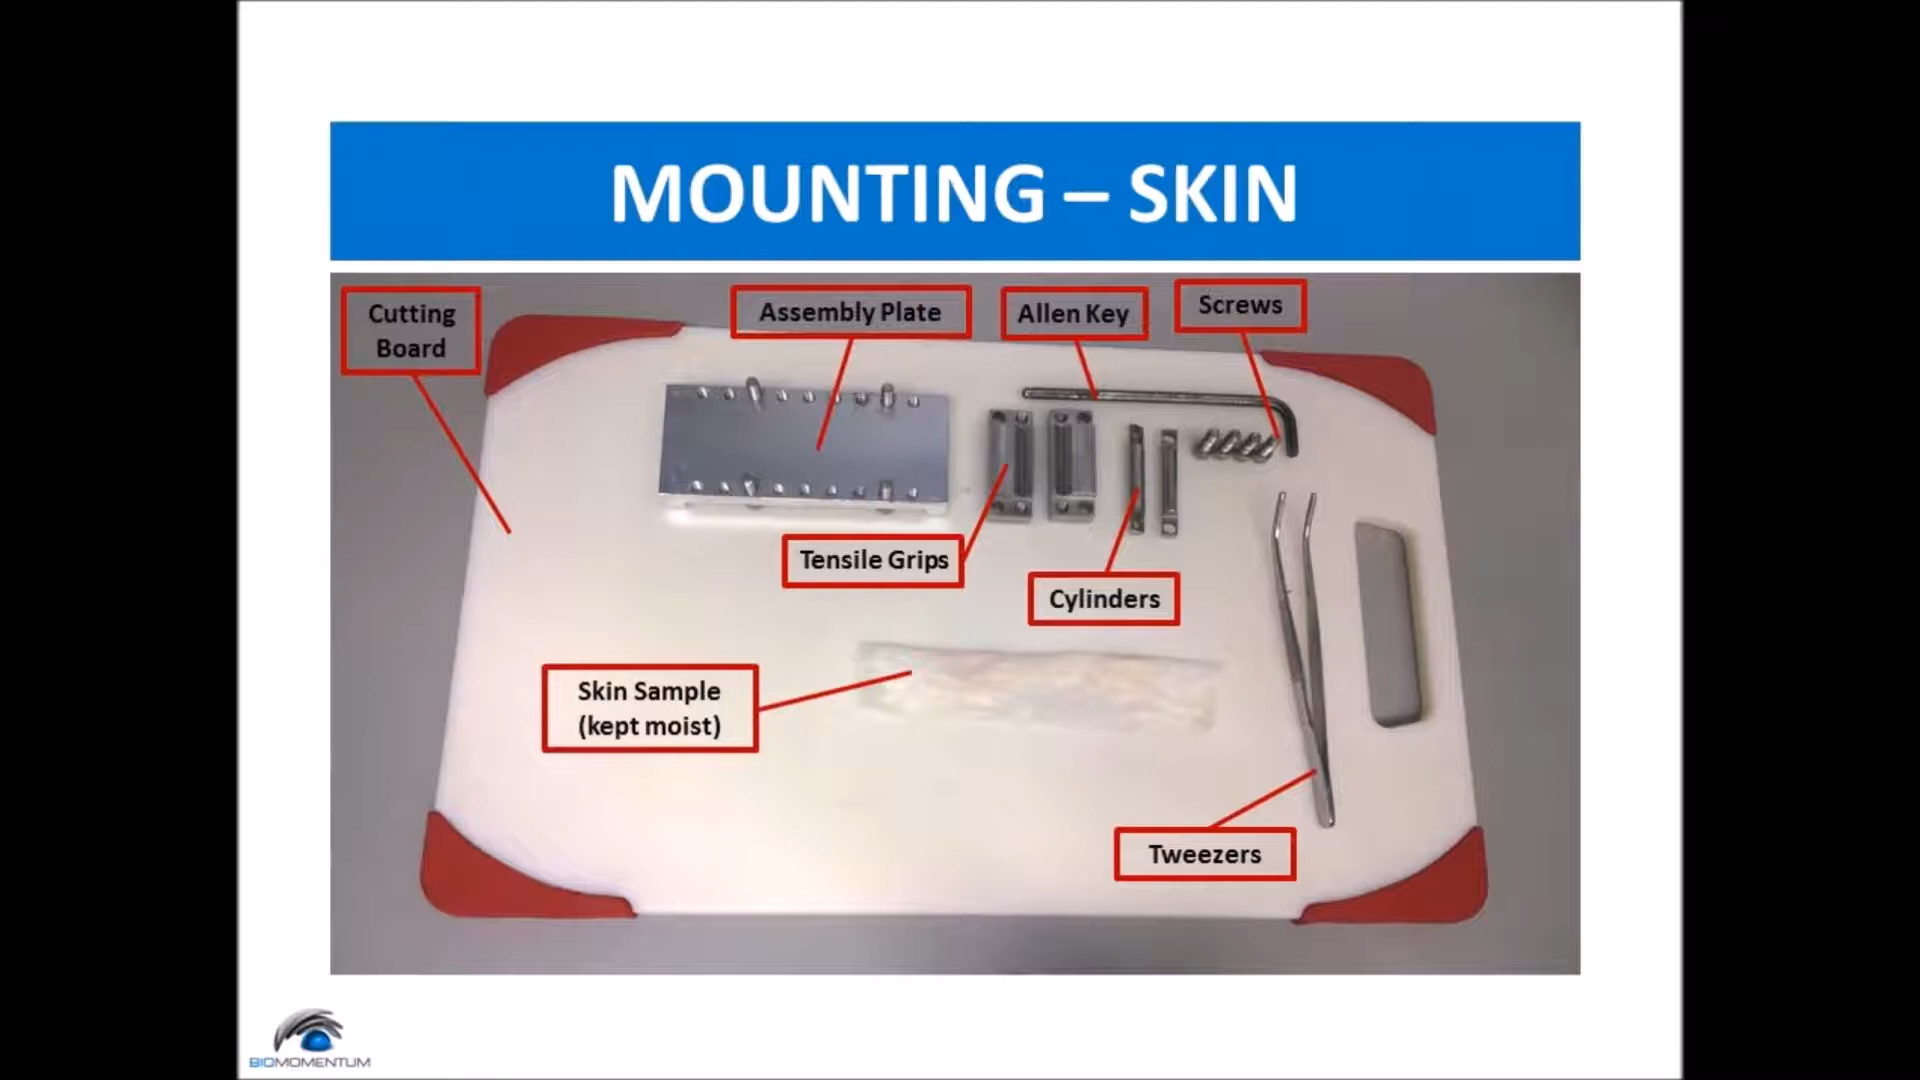 MOUNTING – SKIN
Cutting
Board
Assembly Plate
Allen Key
Screws
Tensile Grips
Cylinders
Skin Sample
(kept moist)
Tweezers
BIOMOMENTUM